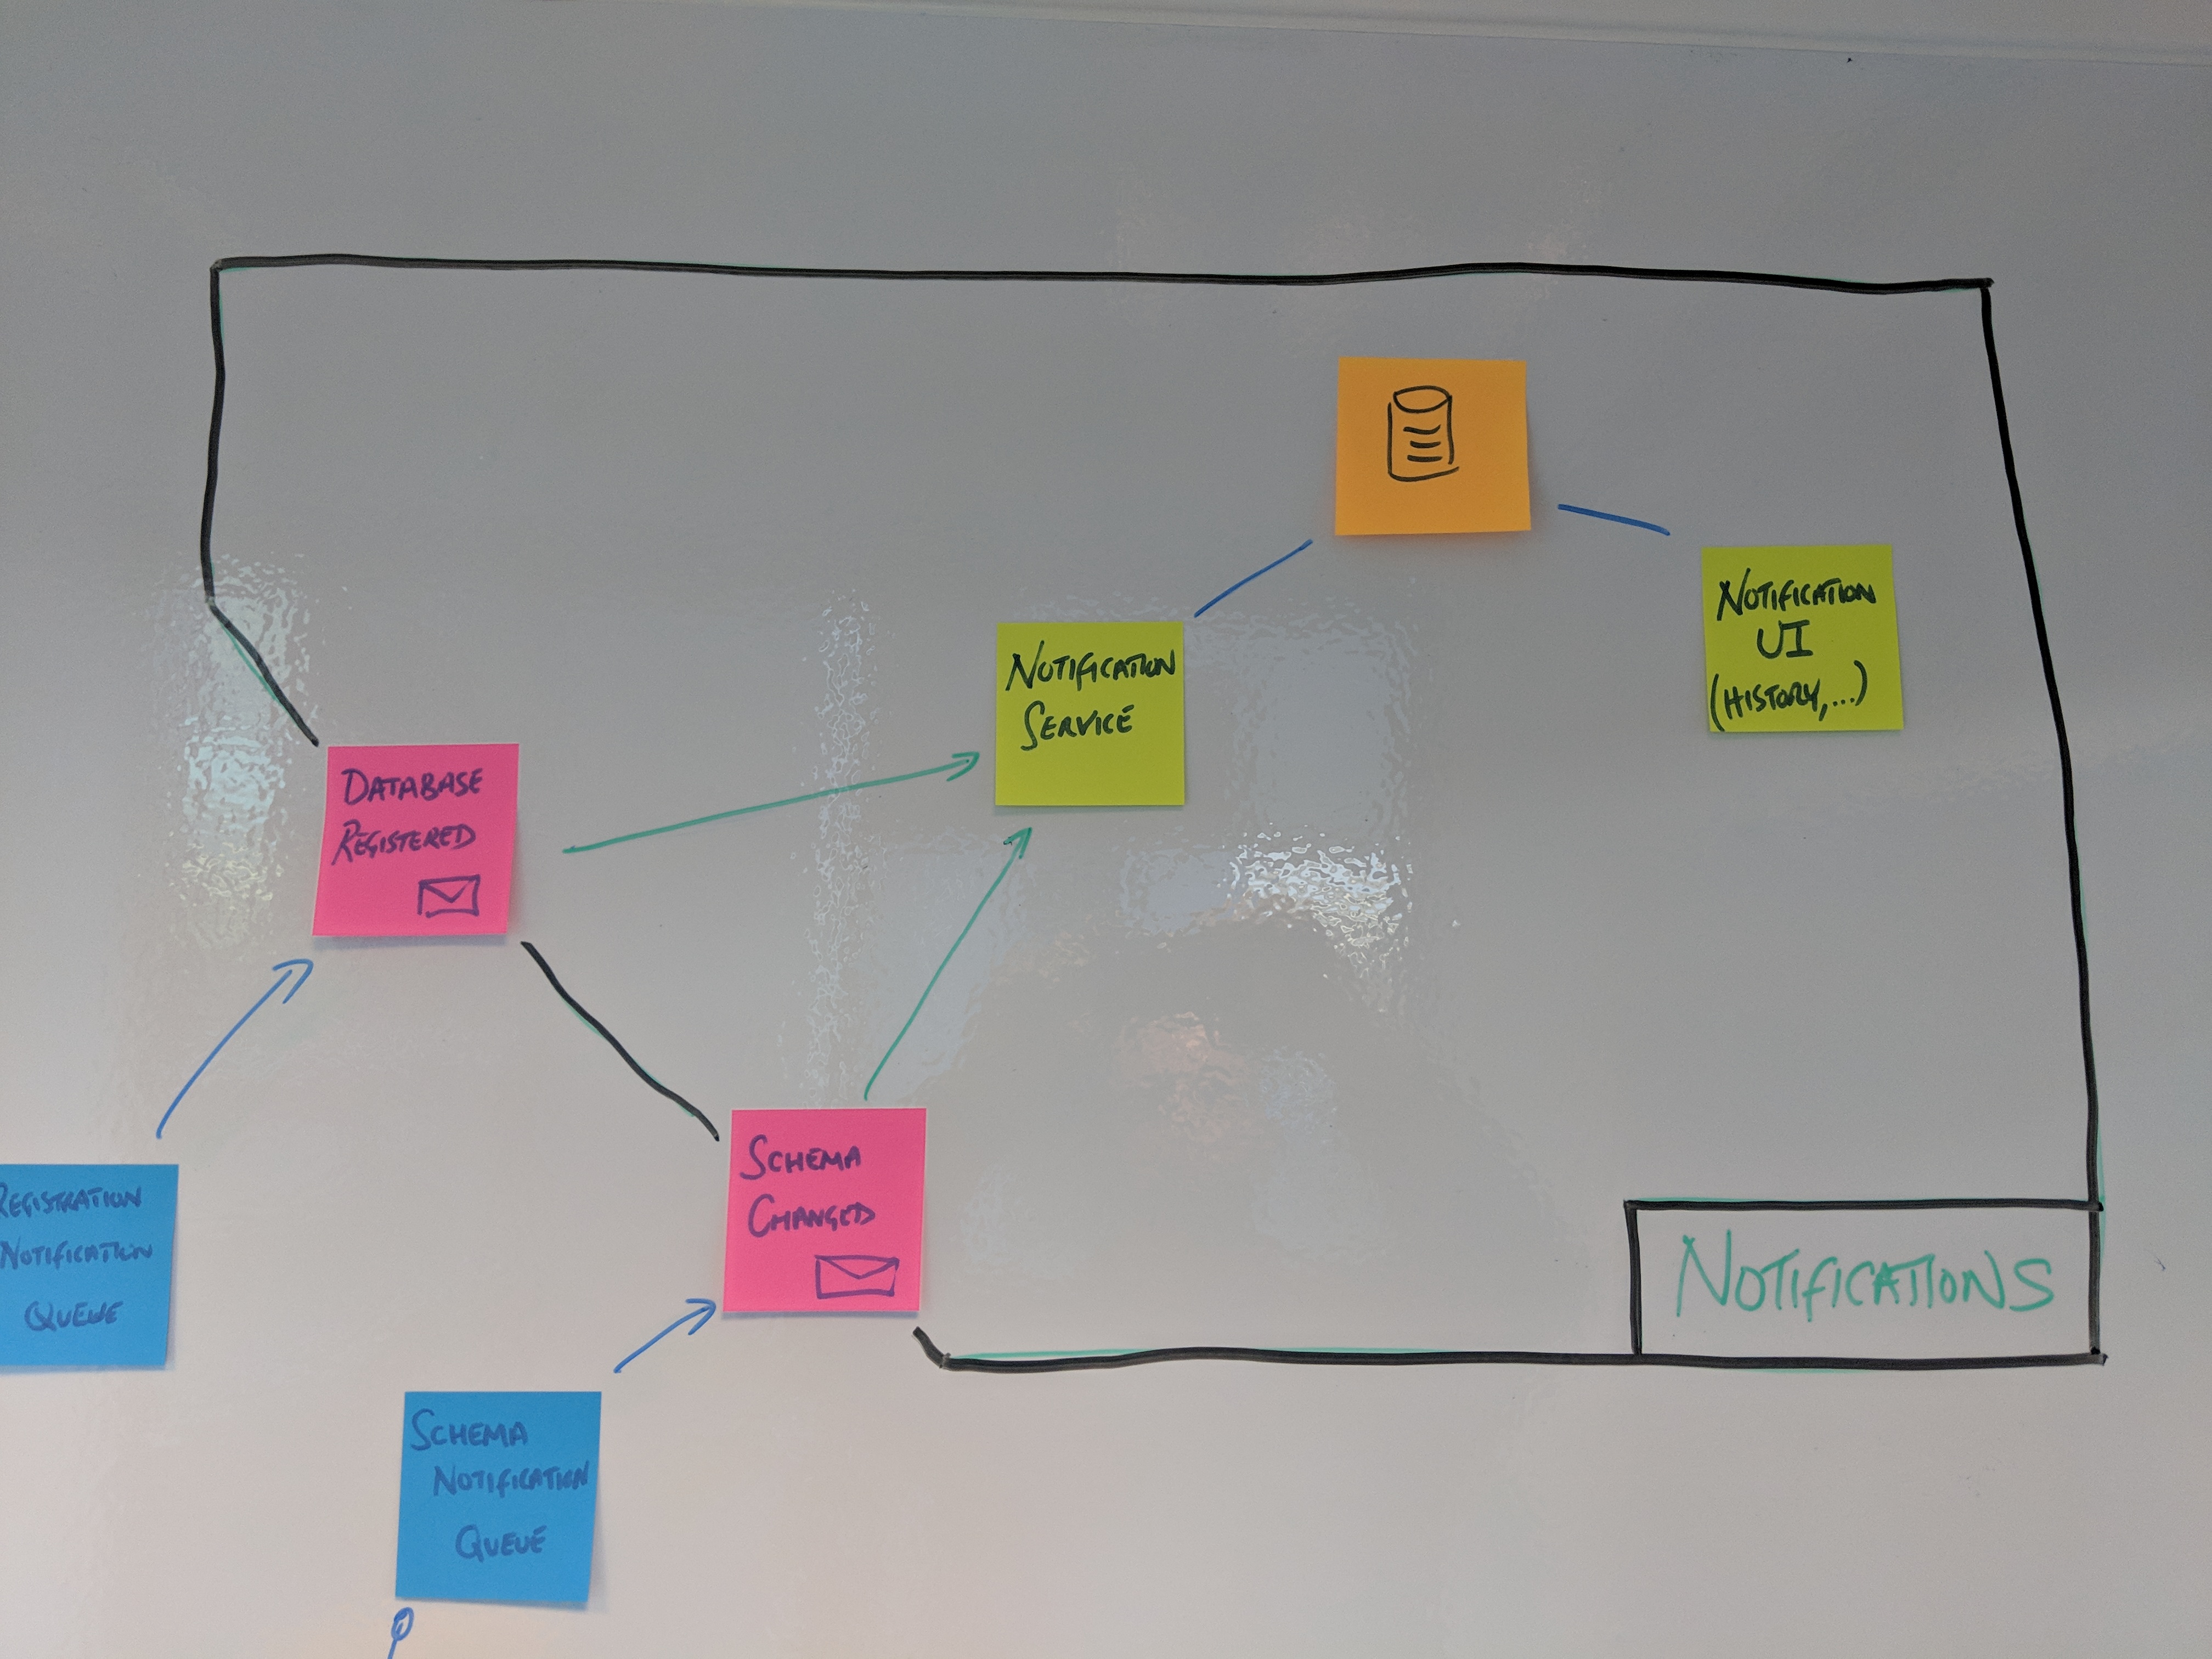 NOTIFICATION
UI
(HISTORY,...)
NOTIFICATION
SERVICE
DATABASE
REGISTERED
SCHEMA
CHANGED
REGISTRATION
NOTIFICATION
QUEUE
NOTIFICATIONS
SCHEMA
NOTIFICATION
QUEUE